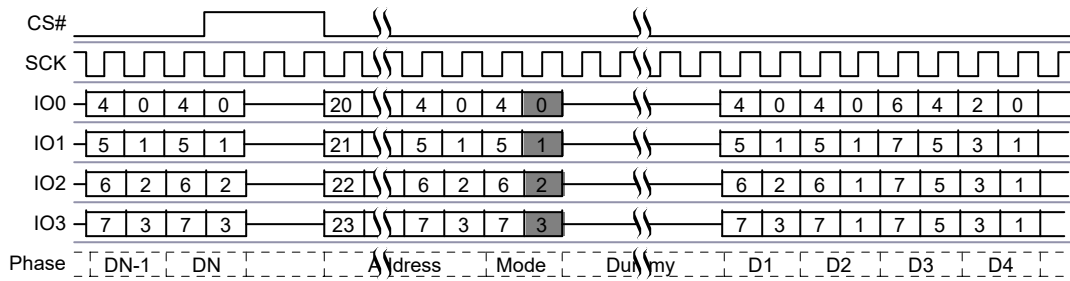 CS#
SCK
IO0 4 0 4 0 20 4 0 4 0 4 0 4 0 6 4 2 0
IO1 5 1 5 1 21 5 1 5 1 5 1 5 1 7 5 3 1
IO2 6 2 6 2 22 6 2 6 2 6 2 6 1 7 5 3 1
IO3 7 3 7 3 23 7 3 7 3 7 3 7 1 7 5 3 1
Phase DN-1 DN Address Mode Dummy D1 D2 D3 D4